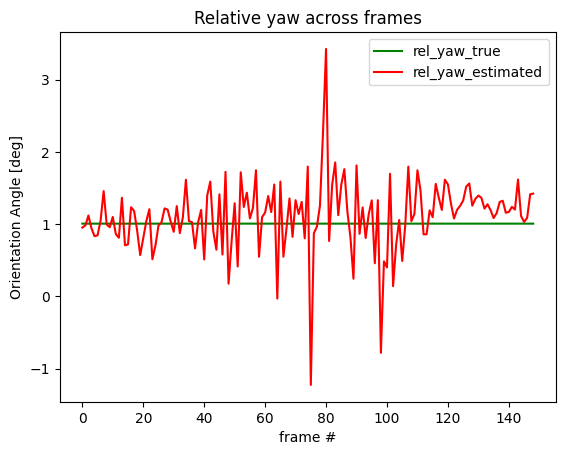 Relative yaw across frames
rel_yaw_true
rel_yaw_estimated
Orientation Angle [deg]
3
2
1
0
−1
0 20 40 60 80 100 120 140
frame #